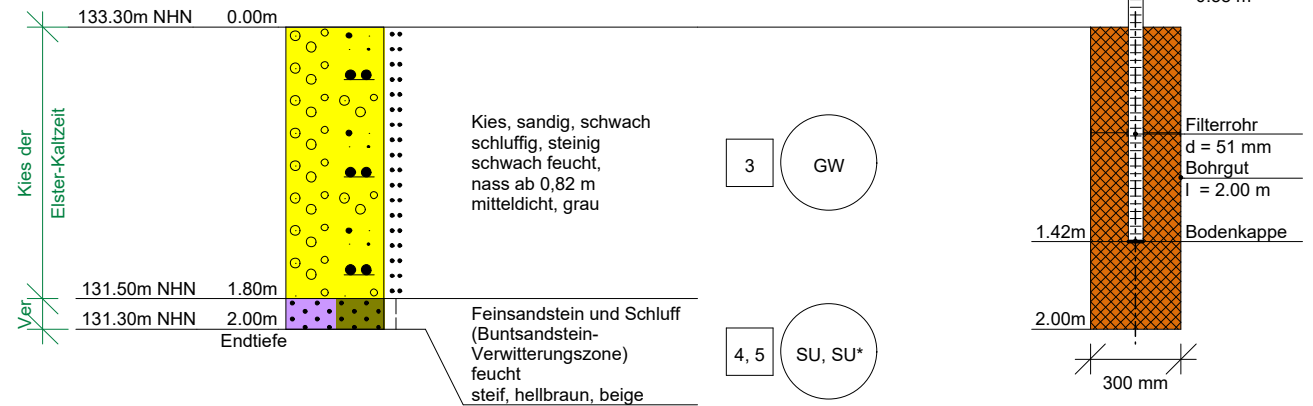 133.30m NHN 0.00m
Kies der
Elster-Kaltzeit
Kies, sandig, schwach
schluffig, steinig
schwach feucht,
nass ab 0,82 m
mitteldicht, grau
3
GW
Filterrohr
d = 51 mm
Bohrgut
l = 2.00 m
1.42m
Bodenkappe
131.50m NHN 1.80m
Ver
131.30m NHN 2.00m
Endtiefe
Feinsandstein und Schluff
(Buntsandstein-
Verwitterungszone)
feucht
steif, hellbraun, beige
4, 5
SU, SU*
2.00m
300 mm